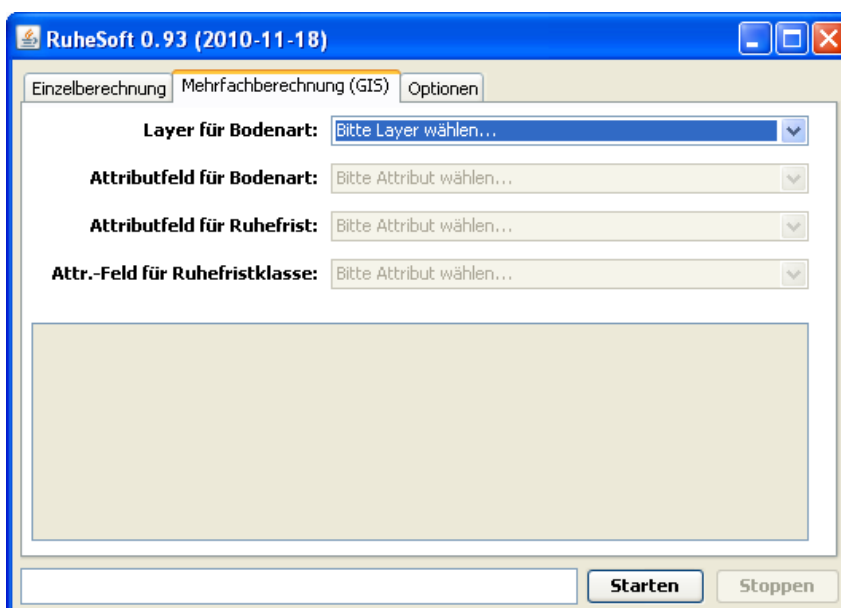 RuheSoft 0.93 (2010-11-18)
Einzelberechnung Mehrfachberechnung (GIS) Optionen
Layer für Bodenart: Bitte Layer wählen...
Attributfeld für Bodenart: Bitte Attribut wählen...
Attributfeld für Ruhefrist: Bitte Attribut wählen...
Attr.-Feld für Ruhefristklasse: Bitte Attribut wählen...
Starten Stoppen